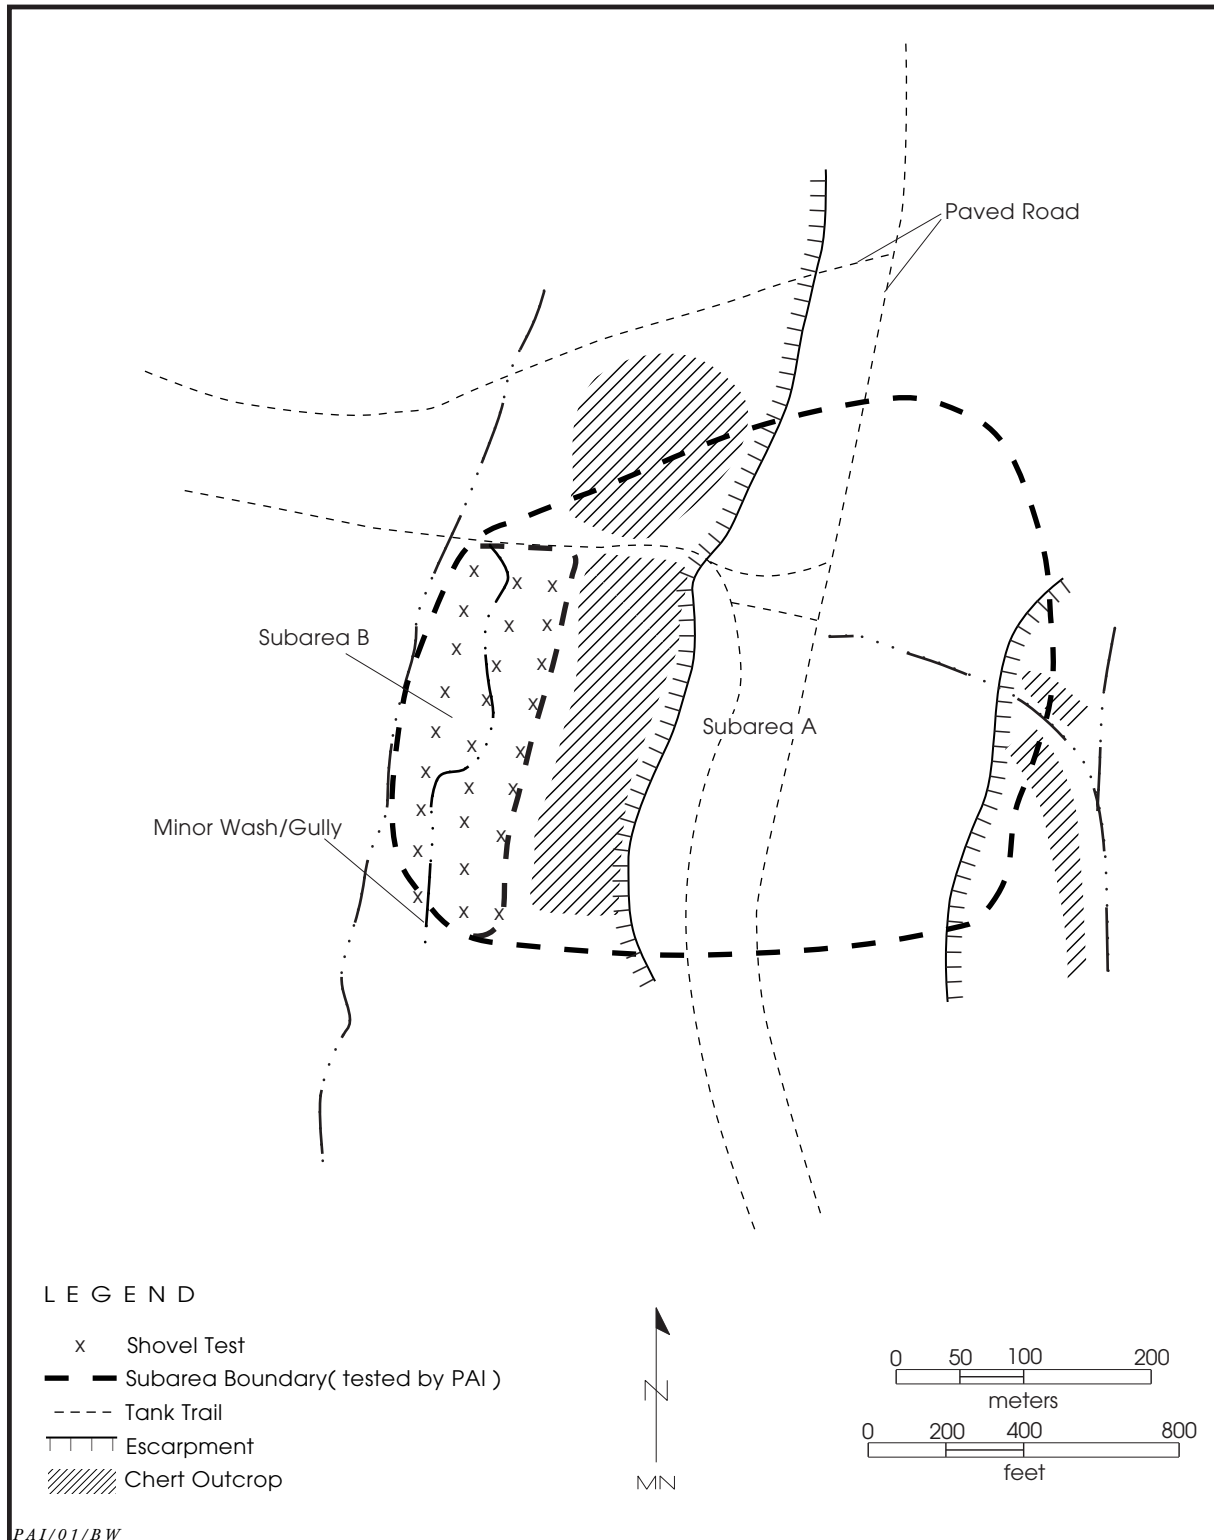 Paved Road
Subarea B
Subarea A
Minor Wash/Gully
LEGEND
x Shovel Test
Subarea Boundary( tested by PAI )
Tank Trail
Escarpment
Chert Outcrop
N
MN
0 50 100 200
meters
0 200 400 800
feet
PAI/01/BW